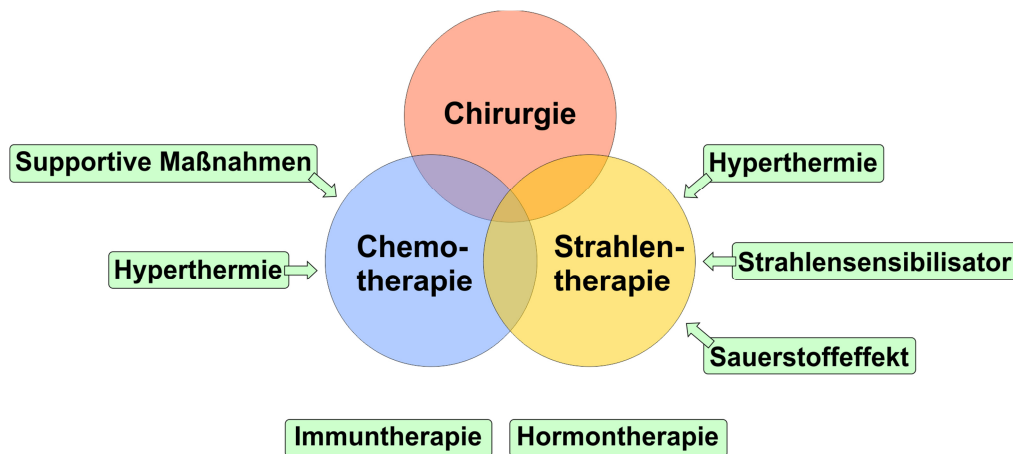 Chirurgie
Supportive Maßnahmen
Hyperthermie
Chemo-
therapie
Strahlen-
therapie
Hyperthermie
Strahlensensibilisator
Sauerstoffeffekt
Immuntherapie
Hormontherapie